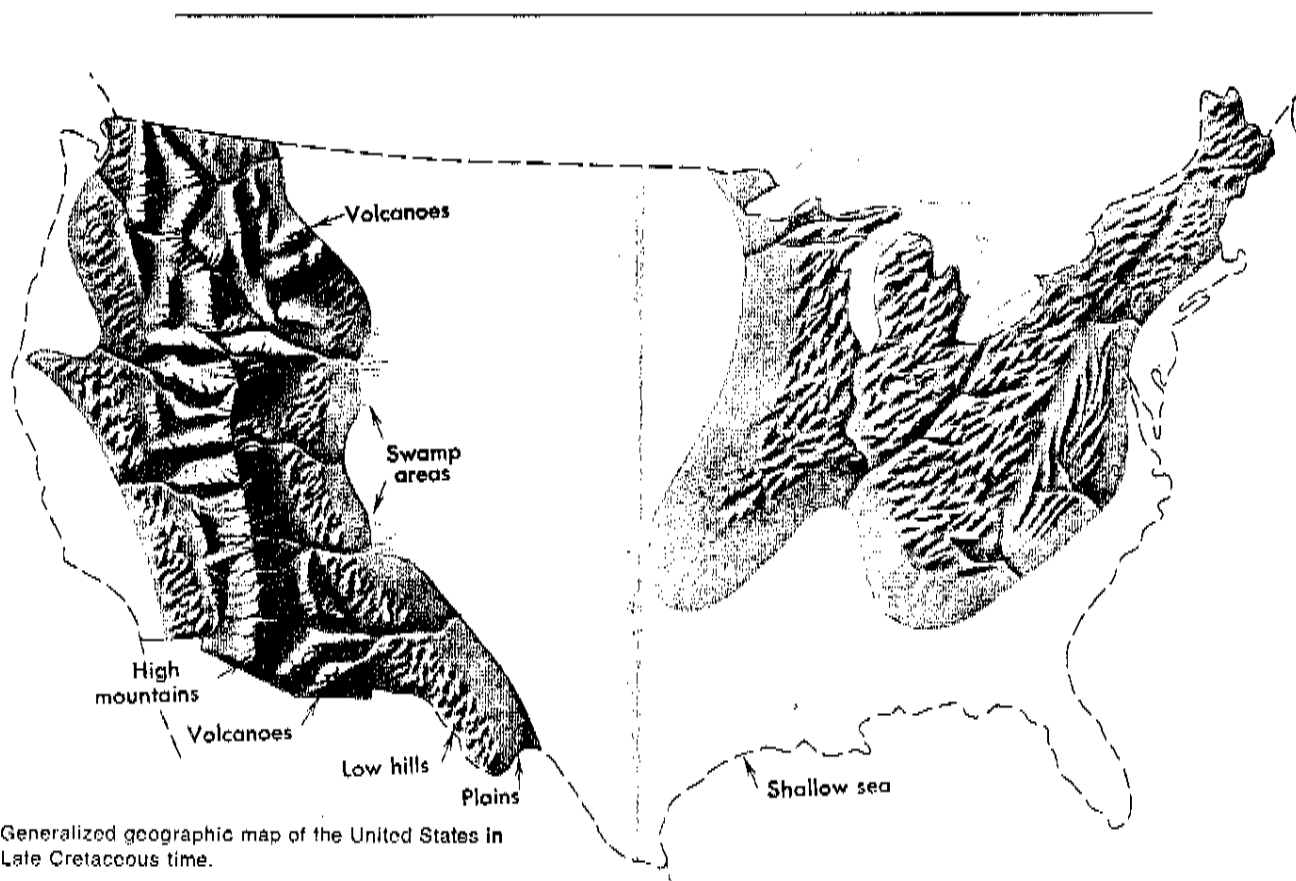 Volcanoes
Swamp
areas
High
mountains
Volcanoes
Low hills
Plains
Shallow sea
Generalized geographic map of the United States in
Late Cretaceous time.